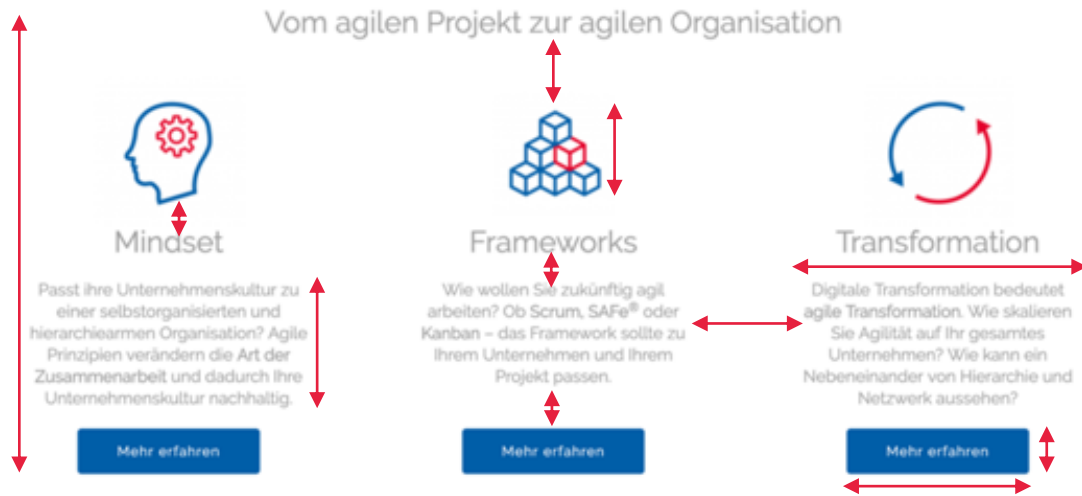 Vom agilen Projekt zur agilen Organisation
Mindset
Passt ihre Unternehmenskultur zu
einer selbstorganisierten und
hierarchiearmen Organisation? Agile
Prinzipien verändern die Art der
Zusammenarbeit und dadurch Ihre
Unternehmenskultur nachhaltig.
Mehr erfahren
Frameworks
Wie wollen Sie zukünftig agil
arbeiten? Ob Scrum, SAFe® oder
Kanban – das Framework sollte zu
Ihrem Unternehmen und Ihrem
Projekt passen.
Mehr erfahren
Transformation
Digitale Transformation bedeutet
agile Transformation. Wie skalieren
Sie Agilität auf Ihr gesamtes
Unternehmen? Wie kann ein
Nebeneinander von Hierarchie und
Netzwerk aussehen?
Mehr erfahren